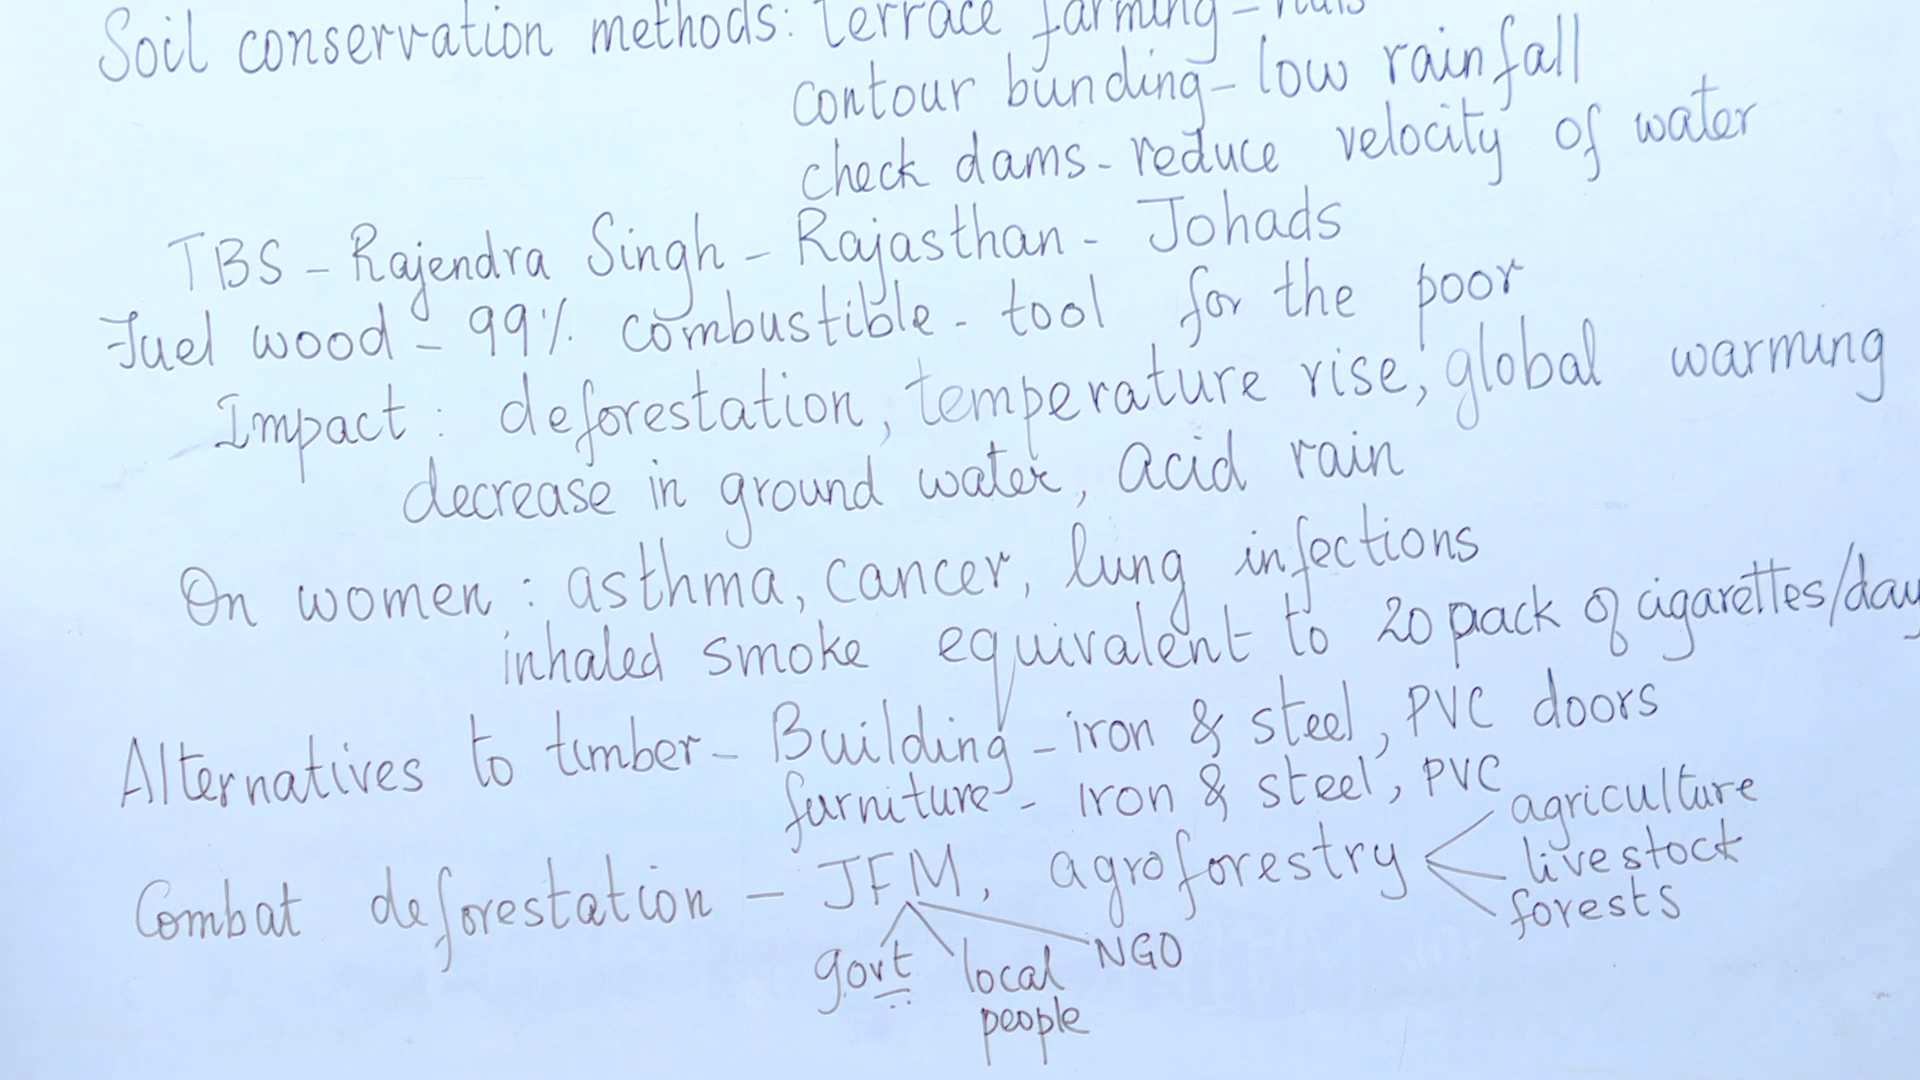 Soil conservation methods: terrace farming - hills
contour bunding - low rainfall
check dams - reduce velocity of water
TBS - Rajendra Singh - Rajasthan - Johads
Fuel wood - 99% combustible - tool for the poor
Impact : deforestation, temperature rise, global warming
decrease in ground water, acid rain
On women : asthma, cancer, lung infections
inhaled smoke equivalent to 20 pack of cigarettes/day
Alternatives to timber - Building - iron & steel, PVC doors
furniture - iron & steel, PVC
Combat deforestation - JFM, agroforestry
agriculture
livestock
forests
govt local people NGO